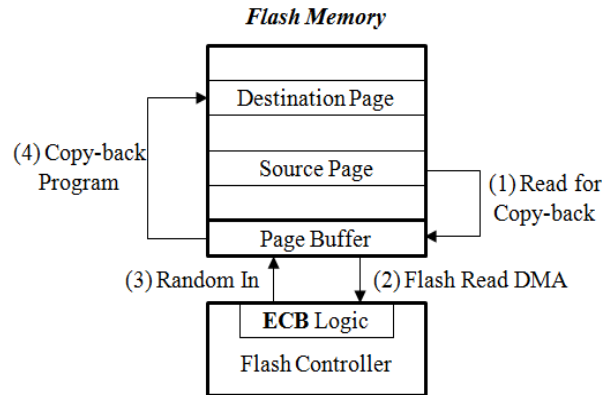 Flash Memory
Destination Page
(4) Copy-back
Program
Source Page
(1) Read for
Copy-back
Page Buffer
(3) Random In
(2) Flash Read DMA
ECB Logic
Flash Controller